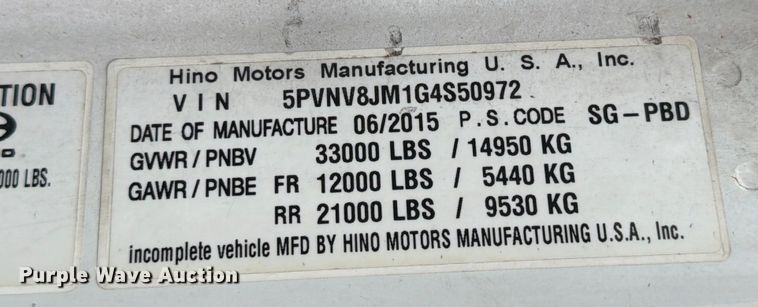 TION
000 LBS.
Hino Motors Manufacturing U. S. A., Inc.
VIN 5PVNV8JM1G4S50972
DATE OF MANUFACTURE 06/2015 P.S.CODE SG-PBD
GVWR / PNBV 33000 LBS / 14950 KG
GAWR / PNBE FR 12000 LBS / 5440 KG
RR 21000 LBS / 9530 KG
incomplete vehicle MFD BY HINO MOTORS MANUFACTURING U.S.A., Inc.
Purple Wave Auction